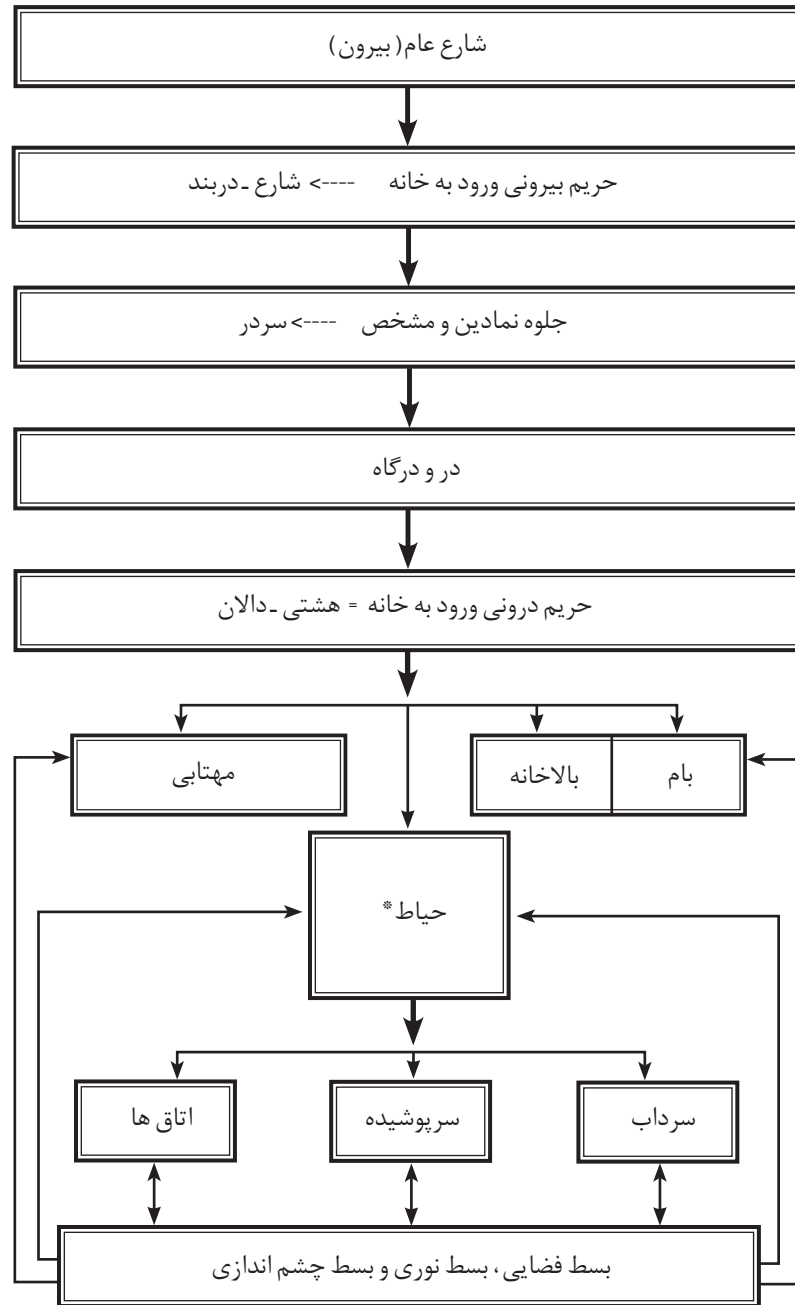 شارع عام( بیرون)
حریم بیرونی ورود به خانه ----> شارع ـ دربند
جلوه نمادین و مشخص ---->سردر
در و درگاه
حریم درونی ورود به خانه = هشتی ـ دالان
بام
بالاخانه
مهتابی
حیاط*
سرداب
سرپوشیده
اتاق ها
بسط فضایی، بسط نوری و بسط چشم اندازی